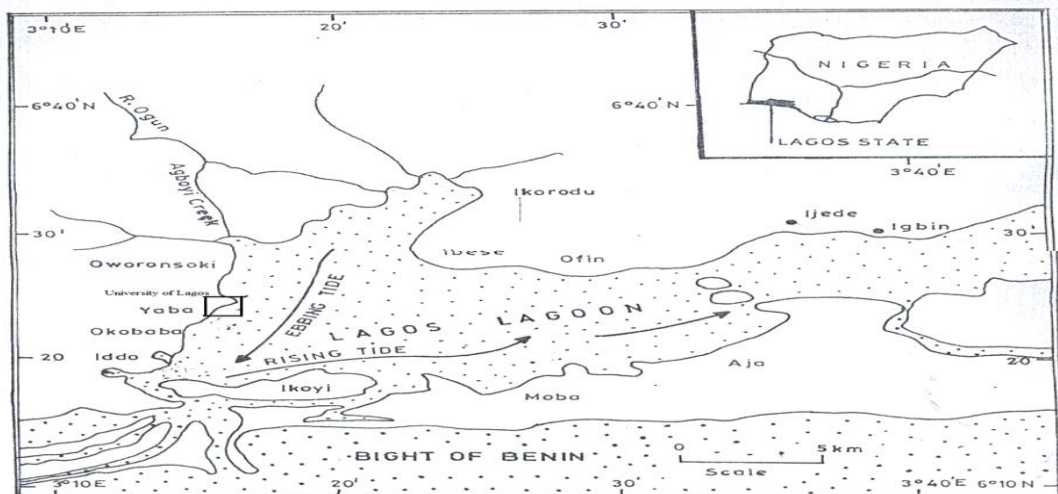 3°10'E
20'
30'
NIGERIA
LAGOS STATE
6°40'N
R. Ogun
6°40'N
Agboyi Creek
3°40'E
Ikorodu
Ijede
Igbin
30'
30'
Ibese
Ofin
Oworonsoki
University of Lagos
Yaba
EBBING TIDE
LAGOS LAGOON
Okobaba
RISING TIDE
Iddo
20
20
Aja
Ikoyi
Moba
BIGHT OF BENIN
0 5km
Scale
3°10E
20'
30'
3°40'E
6°10N